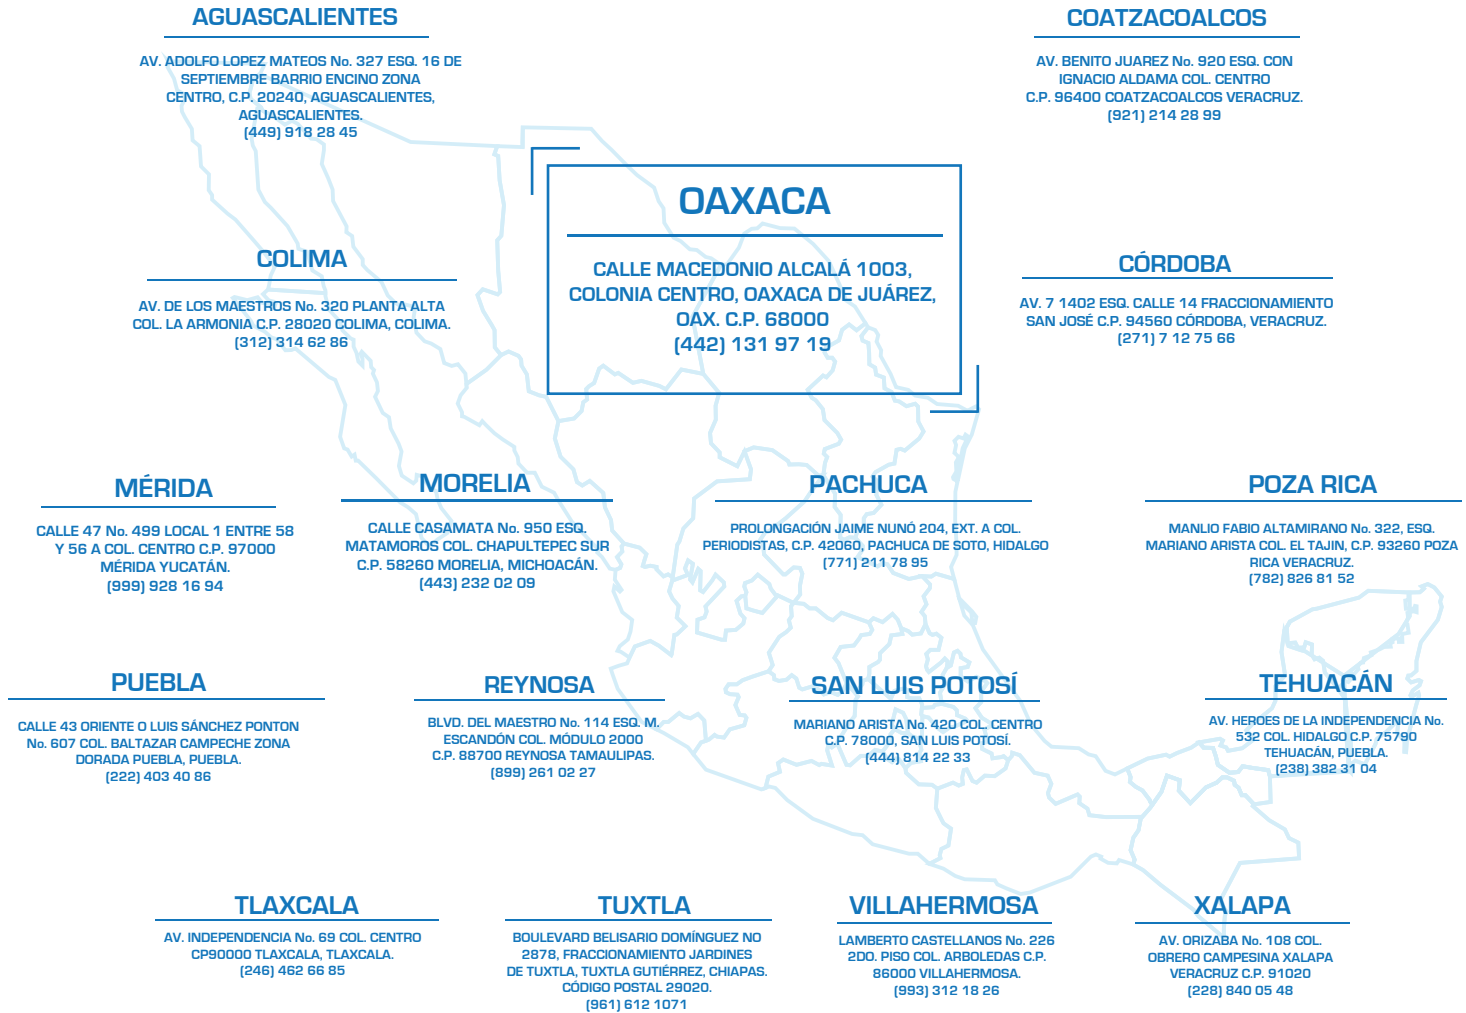 AGUASCALIENTES
AV. ADOLFO LOPEZ MATEOS No. 327 ESQ. 16 DE
SEPTIEMBRE BARRIO ENCINO ZONA
CENTRO, C.P. 20240, AGUASCALIENTES,
AGUASCALIENTES.
(449) 918 28 45
COATZACOALCOS
AV. BENITO JUAREZ No. 920 ESQ. CON
IGNACIO ALDAMA COL. CENTRO
C.P. 96400 COATZACOALCOS VERACRUZ.
(921) 214 28 99
OAXACA
CALLE MACEDONIO ALCALÁ 1003,
COLONIA CENTRO, OAXACA DE JUÁREZ,
OAX. C.P. 68000
(442) 131 97 19
COLIMA
AV. DE LOS MAESTROS No. 320 PLANTA ALTA
COL. LA ARMONIA C.P. 28020 COLIMA, COLIMA.
(312) 314 62 86
CÓRDOBA
AV. 7 1402 ESQ. CALLE 14 FRACCIONAMIENTO
SAN JOSÉ C.P. 94560 CÓRDOBA, VERACRUZ.
(271) 7 12 75 66
MÉRIDA
CALLE 47 No. 499 LOCAL 1 ENTRE 58
Y 56 A COL. CENTRO C.P. 97000
MÉRIDA YUCATÁN.
(999) 928 16 94
MORELIA
CALLE CASAMATA No. 950 ESQ.
MATAMOROS COL. CHAPULTEPEC SUR
C.P. 58260 MORELIA, MICHOACÁN.
(443) 232 02 09
PACHUCA
PROLONGACIÓN JAIME NUNÓ 204, EXT. A COL.
PERIODISTAS, C.P. 42060, PACHUCA DE SOTO, HIDALGO
(771) 211 78 95
POZA RICA
MANLIO FABIO ALTAMIRANO No. 322, ESQ.
MARIANO ARISTA COL. EL TAJIN, C.P. 93260 POZA
RICA VERACRUZ.
(782) 826 81 52
PUEBLA
CALLE 43 ORIENTE O LUIS SÁNCHEZ PONTON
No. 607 COL. BALTAZAR CAMPECHE ZONA
DORADA PUEBLA, PUEBLA.
(222) 403 40 86
REYNOSA
BLVD. DEL MAESTRO No. 114 ESQ. M.
ESCANDÓN COL. MÓDULO 2000
C.P. 88700 REYNOSA TAMAULIPAS.
(899) 261 02 27
SAN LUIS POTOSÍ
MARIANO ARISTA No. 420 COL. CENTRO
C.P. 78000, SAN LUIS POTOSÍ.
(444) 814 22 33
TEHUACÁN
AV. HEROES DE LA INDEPENDENCIA No.
532 COL. HIDALGO C.P. 75790
TEHUACÁN, PUEBLA.
(238) 382 31 04
TLAXCALA
AV. INDEPENDENCIA No. 69 COL. CENTRO
CP90000 TLAXCALA, TLAXCALA.
(246) 462 66 85
TUXTLA
BOULEVARD BELISARIO DOMÍNGUEZ NO
2878, FRACCIONAMIENTO JARDINES
DE TUXTLA, TUXTLA GUTIÉRREZ, CHIAPAS.
CÓDIGO POSTAL 29020.
(961) 612 1071
VILLAHERMOSA
LAMBERTO CASTELLANOS No. 226
2DO. PISO COL. ARBOLEDAS C.P.
86000 VILLAHERMOSA.
(993) 312 18 26
XALAPA
AV. ORIZABA No. 108 COL.
OBRERO CAMPESINA XALAPA
VERACRUZ C.P. 91020
(228) 840 05 48